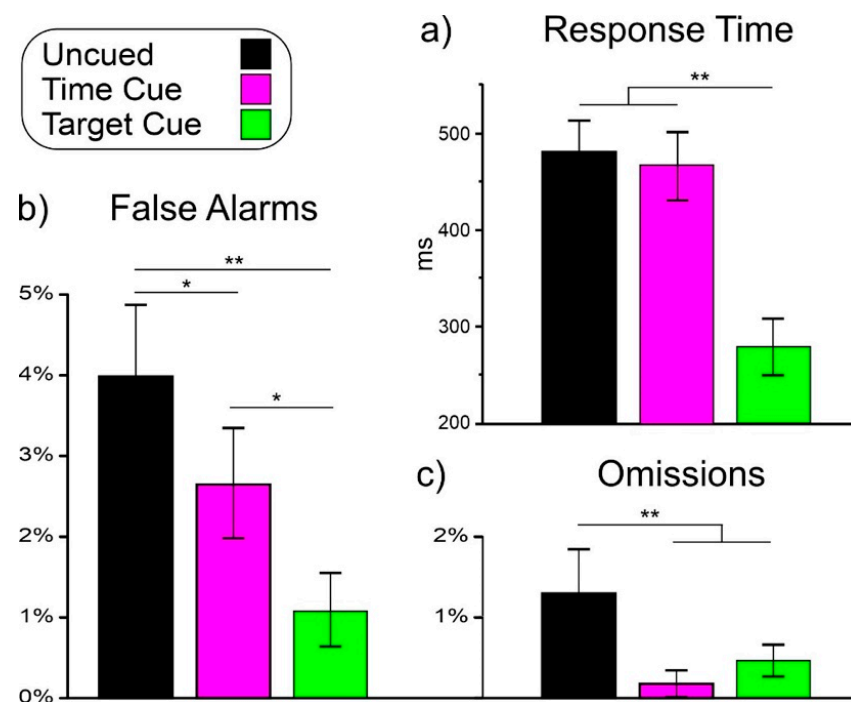 Uncued
Time Cue
Target Cue
a) Response Time
**
500
400
ms
300
200
b) False Alarms
**
*
5%
4%
*
3%
2%
1%
0%
c) Omissions
**
2%
1%